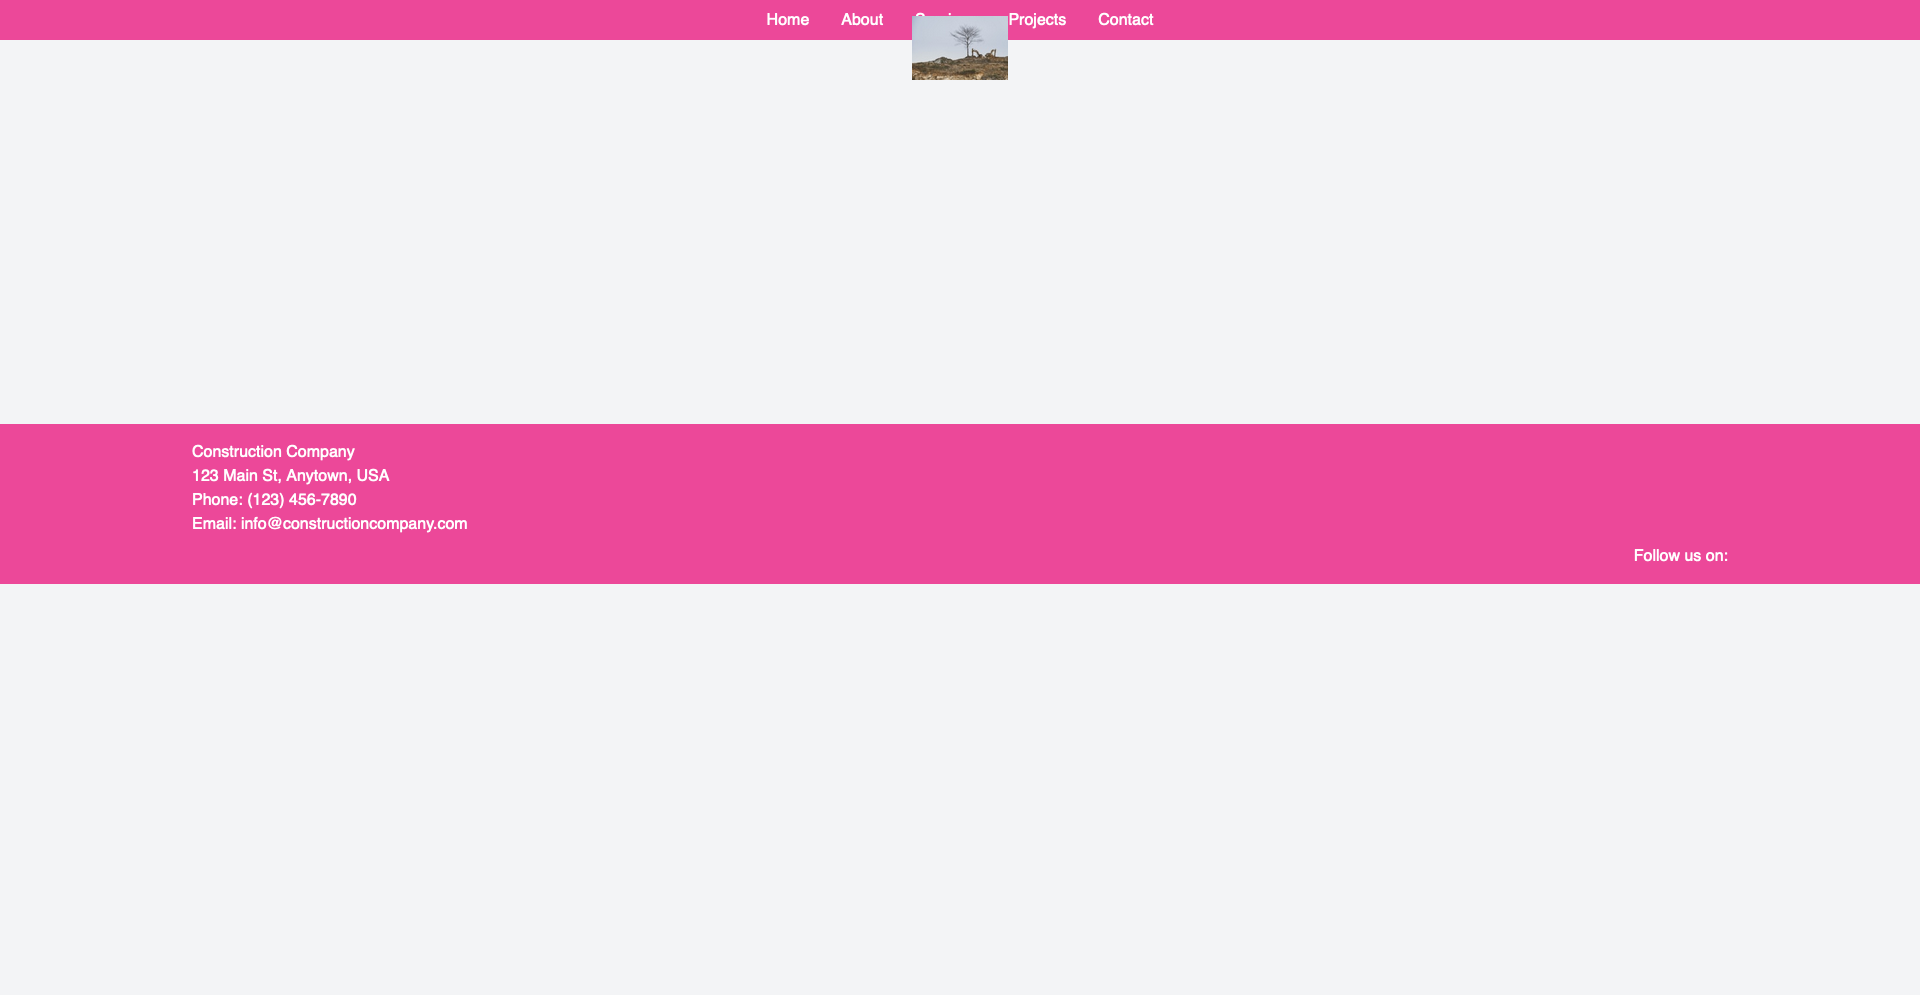 Home About Projects Contact
Construction Company
123 Main St, Anytown, USA
Phone: (123) 456-7890
Email: info@constructioncompany.com
Follow us on: